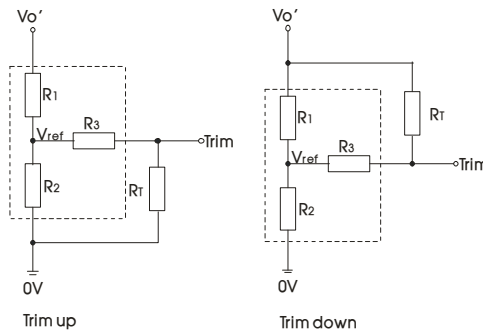 Vo’
R1
Vref
R3
Trim
R2
RT
0V
Trim up
Vo’
R1
RT
Vref
R3
Trim
R2
0V
Trim down